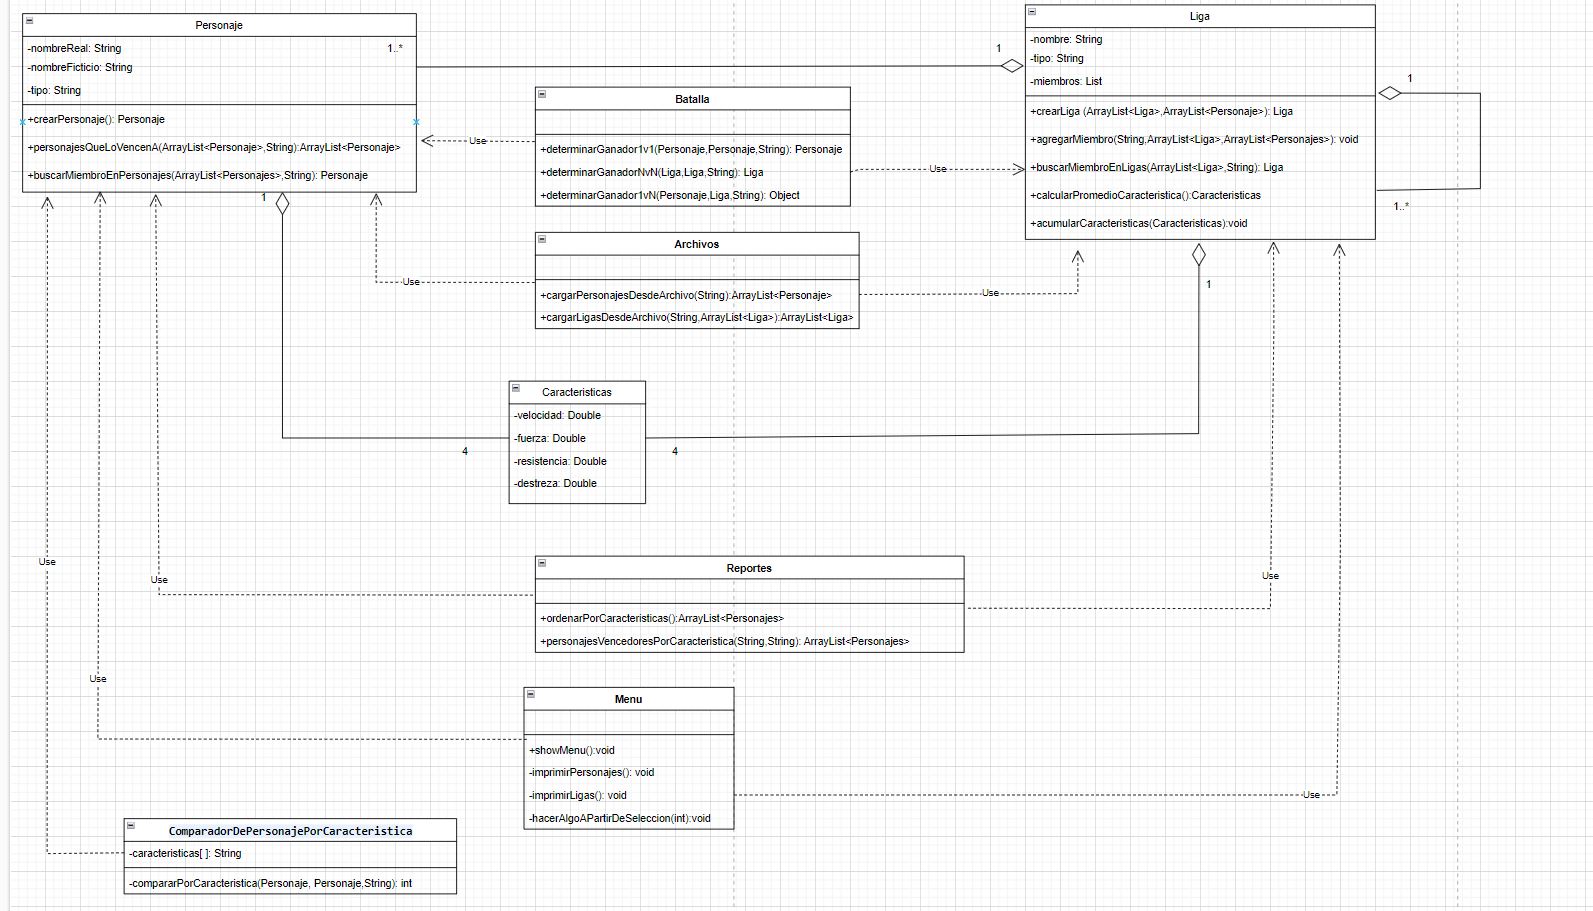 Personaje
-nombreReal: String
1..*
-nombreFicticio: String
-tipo: String
+crearPersonaje(): Personaje
+personajesQueLoVencenA(ArrayList<Personaje>,String):ArrayList<Personaje>
+buscarMiembroEnPersonajes(ArrayList<Personajes>,String): Personaje
1
1
Liga
-nombre: String
-tipo: String
-miembros: List
+crearLiga (ArrayList<Liga>,ArrayList<Personaje>): Liga
+agregarMiembro(String,ArrayList<Liga>,ArrayList<Personajes>): void
+buscarMiembroEnLigas(ArrayList<Liga>,String): Liga
+calcularPromedioCaracteristica():Caracteristicas
+acumularCaracteristicas(Caracteristicas):void
1
1..*
1
Batalla
+determinarGanador1v1(Personaje,Personaje,String): Personaje
+determinarGanadorNvN(Liga,Liga,String): Liga
+determinarGanador1vN(Personaje,Liga,String): Object
Use
Use
Archivos
+cargarPersonajesDesdeArchivo(String):ArrayList<Personaje>
+cargarLigasDesdeArchivo(String,ArrayList<Liga>):ArrayList<Liga>
Use
Use
Caracteristicas
-velocidad: Double
-fuerza: Double
-resistencia: Double
-destreza: Double
4
4
Use
Use
Use
Reportes
+ordenarPorCaracteristicas():ArrayList<Personajes>
+personajesVencedoresPorCaracteristica(String,String): ArrayList<Personajes>
Use
Menu
+showMenu():void
-imprimirPersonajes(): void
-imprimirLigas(): void
-hacerAlgoAPartirDeSeleccion(int):void
Use
ComparadorDePersonajePorCaracteristica
-caracteristicas[ ]: String
-compararPorCaracteristica(Personaje, Personaje,String): int